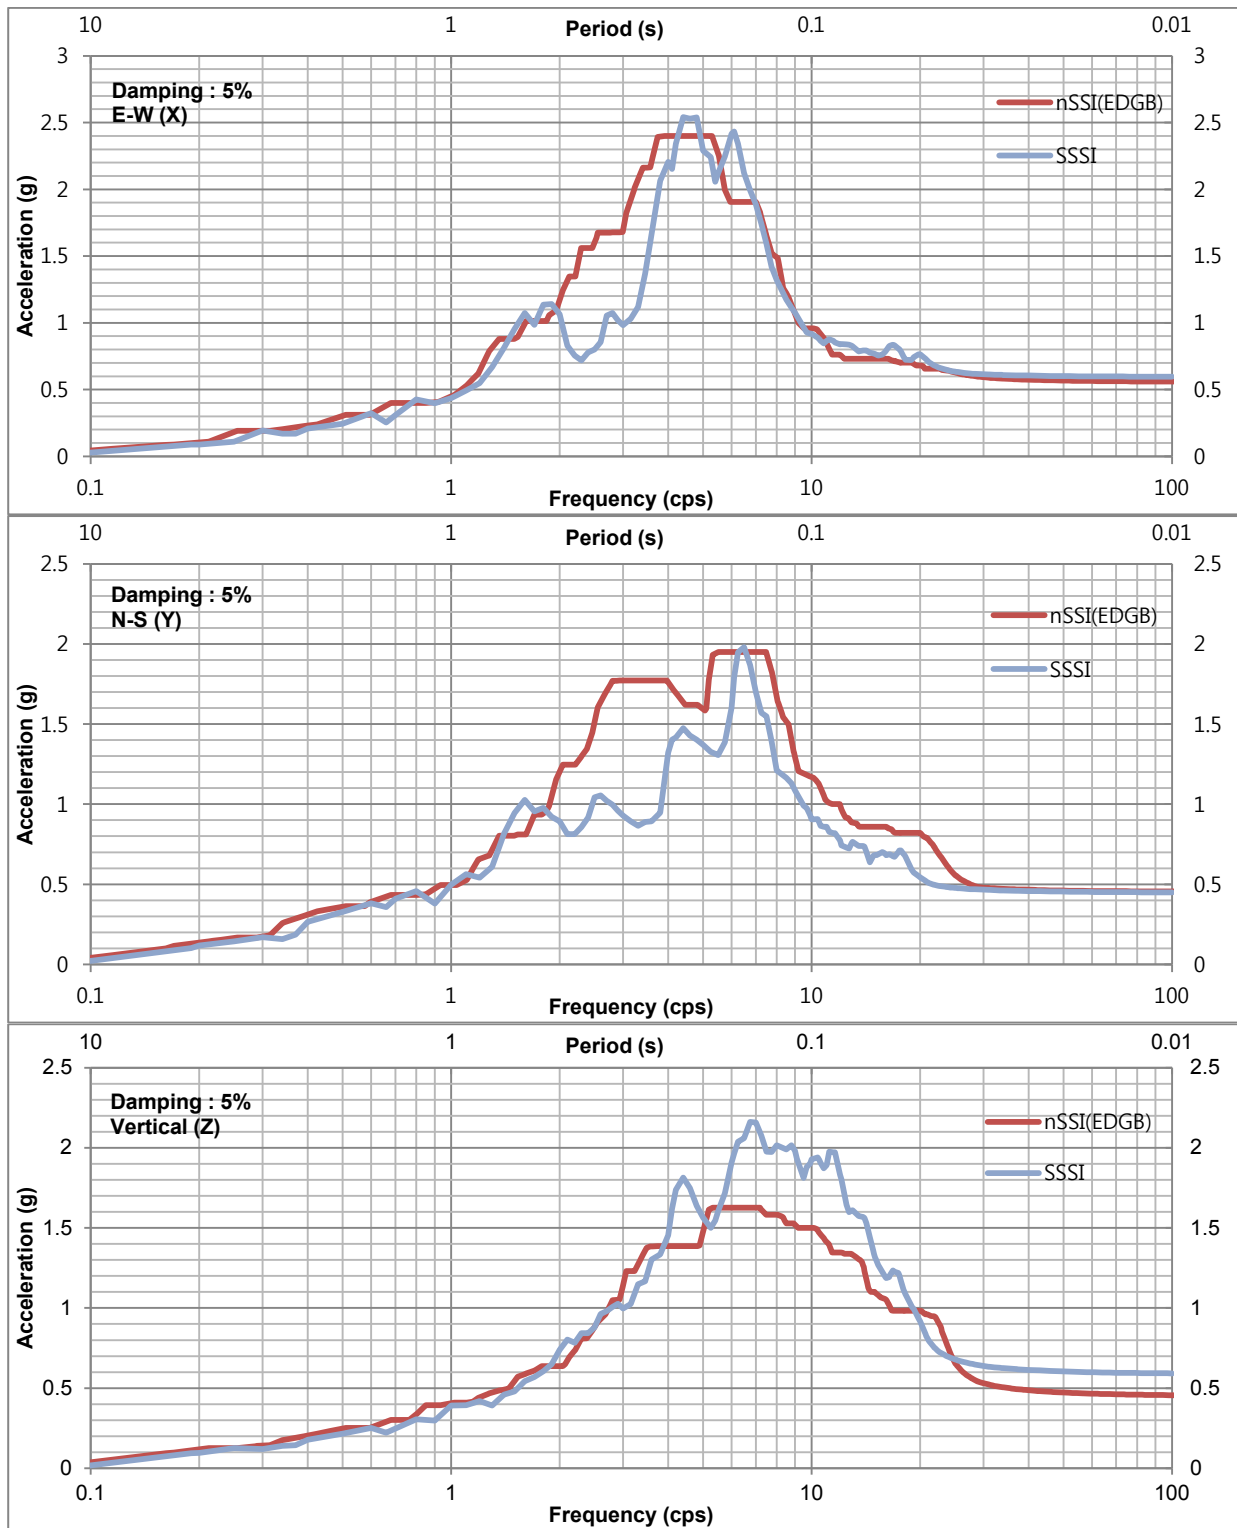 10 1 0.1 0.01
Period (s)
3 3
Damping : 5%
E-W (X)
nSSI(EDGB)
2.5 2.5
SSSI
2 2
Acceleration (g)
1.5 1.5
1 1
0.5 0.5
0 0
0.1 1 10 100
Frequency (cps)
10 1 0.1 0.01
Period (s)
2.5 2.5
Damping : 5%
N-S (Y)
nSSI(EDGB)
2 2
SSSI
Acceleration (g)
1.5 1.5
1 1
0.5 0.5
0 0
0.1 1 10 100
Frequency (cps)
10 1 0.1 0.01
Period (s)
2.5 2.5
Damping : 5%
Vertical (Z)
nSSI(EDGB)
2 2
SSSI
Acceleration (g)
1.5 1.5
1 1
0.5 0.5
0 0
0.1 1 10 100
Frequency (cps)